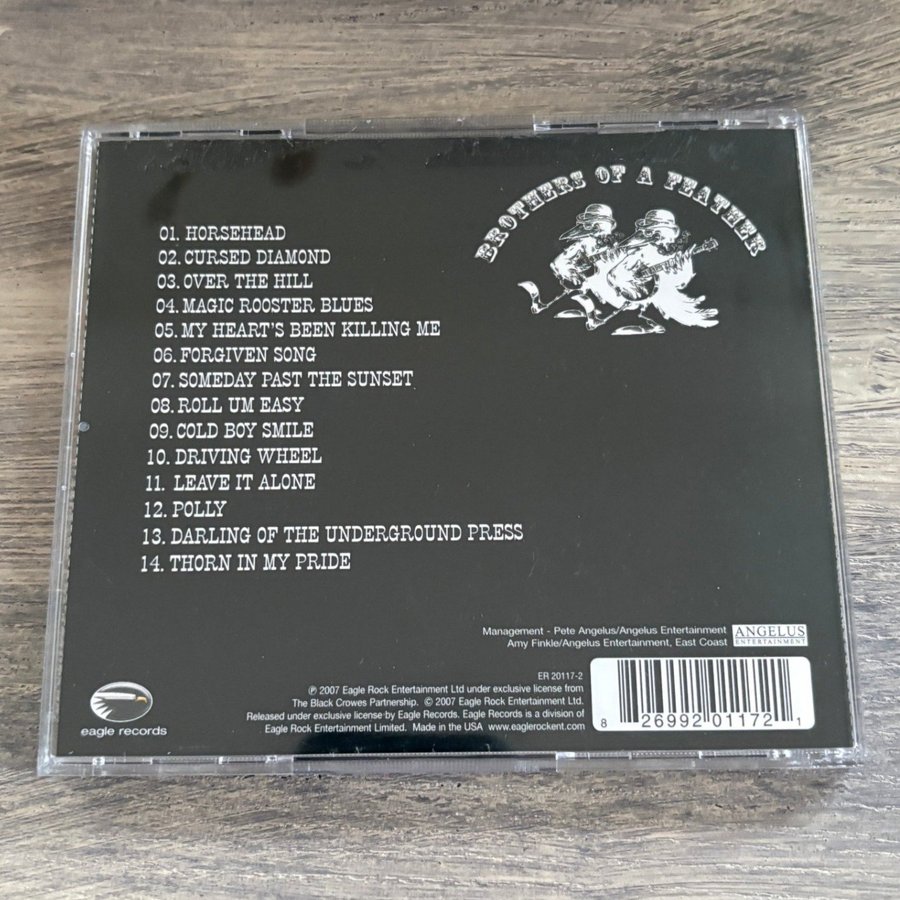 BROTHERS OF A FEATHER
01. HORSEHEAD
02. CURSED DIAMOND
03. OVER THE HILL
04. MAGIC ROOSTER BLUES
05. MY HEART'S BEEN KILLING ME
06. FORGIVEN SONG
07. SOMEDAY PAST THE SUNSET
08. ROLL UM EASY
09. COLD BOY SMILE
10. DRIVING WHEEL
11. LEAVE IT ALONE
12. POLLY
13. DARLING OF THE UNDERGROUND PRESS
14. THORN IN MY PRIDE
Management - Pete Angelus/Angelus Entertainment
Amy Finkle/Angelus Entertainment, East Coast
ANGELUS
ENTERTAINMENT
ER 20117-2
℗ 2007 Eagle Rock Entertainment Ltd under exclusive license from
The Black Crowes Partnership. © 2007 Eagle Rock Entertainment Ltd.
Released under exclusive license by Eagle Records. Eagle Records is a division of
Eagle Rock Entertainment Limited. Made in the USA www.eaglerockent.com
eagle records
8 26992 01172 1